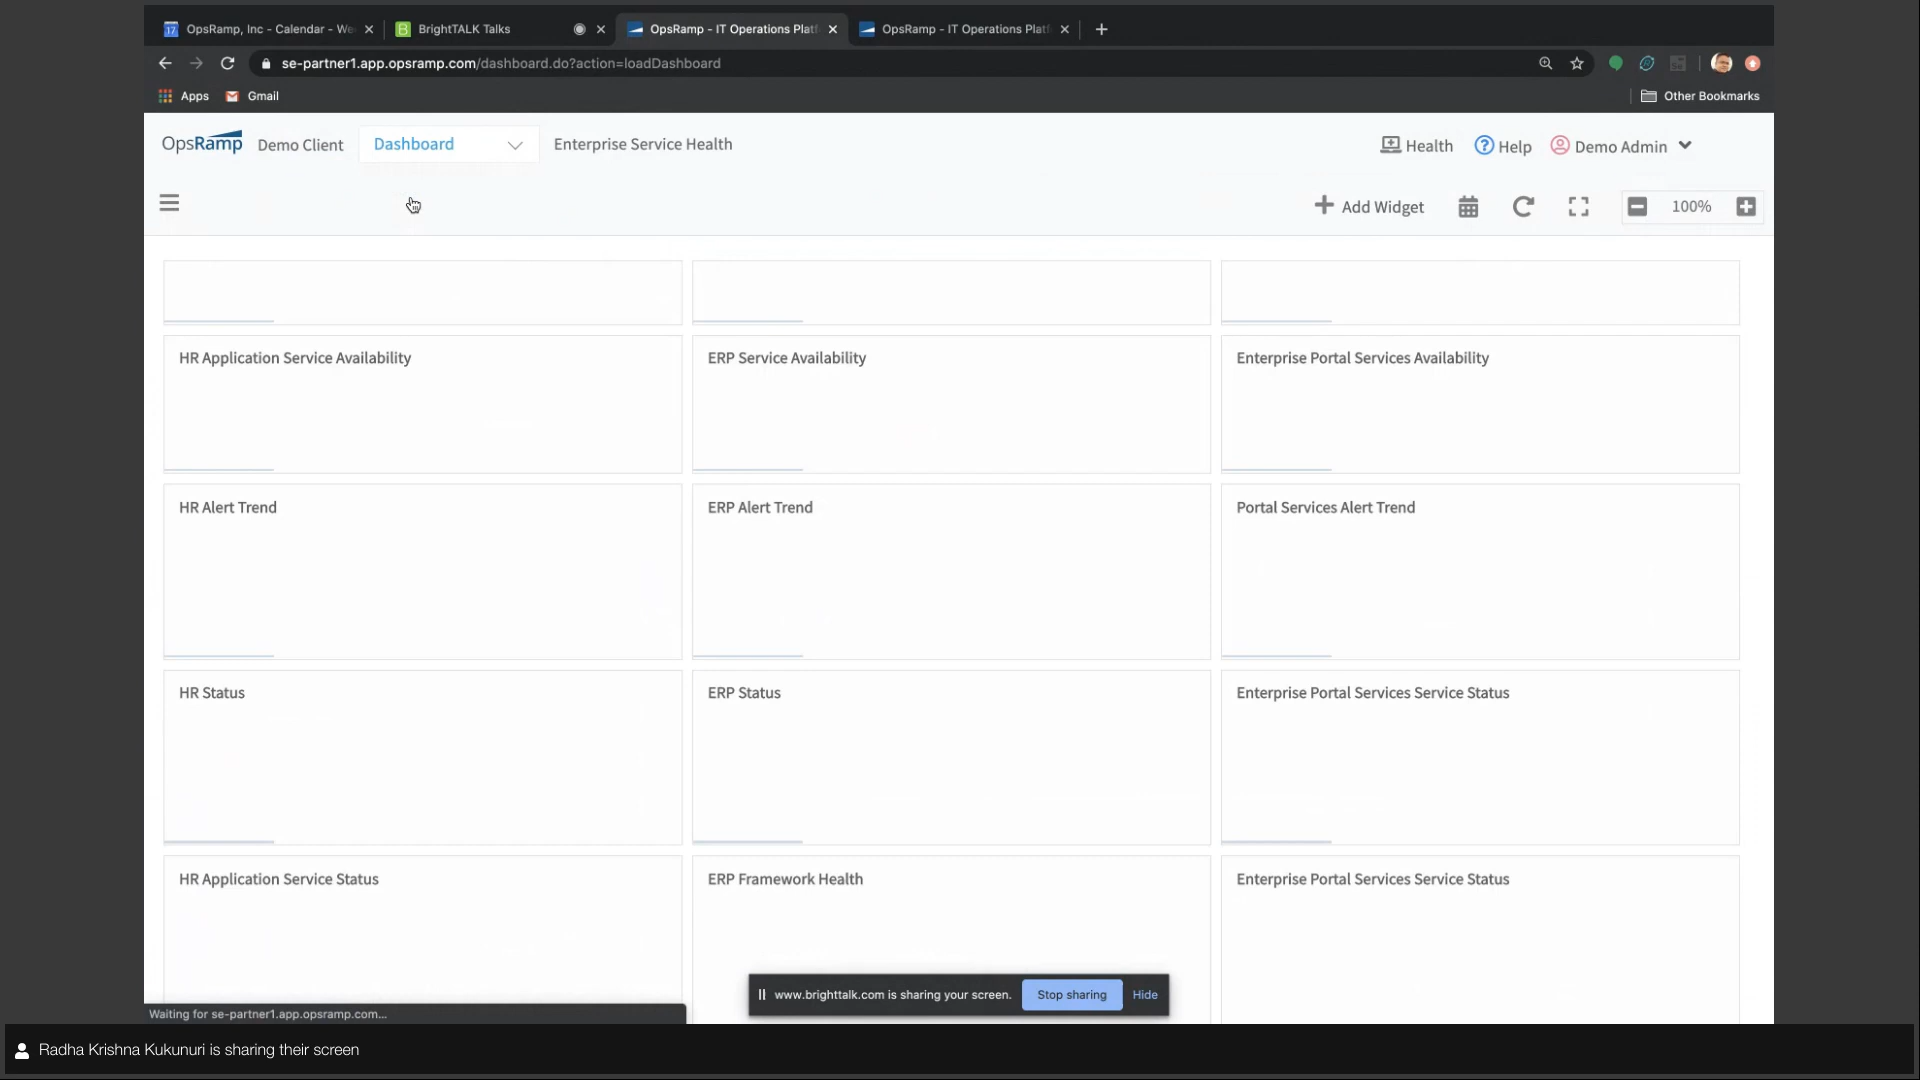 OpsRamp, Inc - Calendar - We
BrightTALK Talks
OpsRamp - IT Operations Platf
OpsRamp - IT Operations Platf
se-partner1.app.opsramp.com/dashboard.do?action=loadDashboard
Apps
Gmail
Other Bookmarks
OpsRamp
Demo Client
Dashboard
Enterprise Service Health
Health
Help
Demo Admin
Add Widget
100%
HR Application Service Availability
ERP Service Availability
Enterprise Portal Services Availability
HR Alert Trend
ERP Alert Trend
Portal Services Alert Trend
HR Status
ERP Status
Enterprise Portal Services Service Status
HR Application Service Status
ERP Framework Health
Enterprise Portal Services Service Status
www.brighttalk.com is sharing your screen.
Stop sharing
Hide
Waiting for se-partner1.app.opsramp.com...
Radha Krishna Kukunuri is sharing their screen